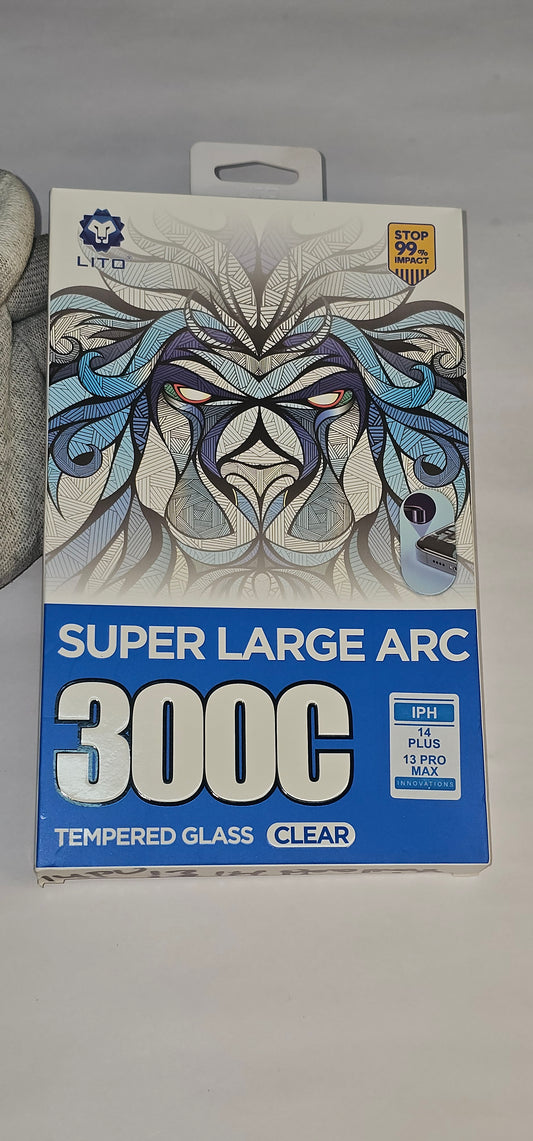 LITO
STOP
99%
IMPACT
SUPER LARGE ARC
300C
IPH
14
PLUS
13 PRO
MAX
INNOVATIONS
TEMPERED GLASS CLEAR